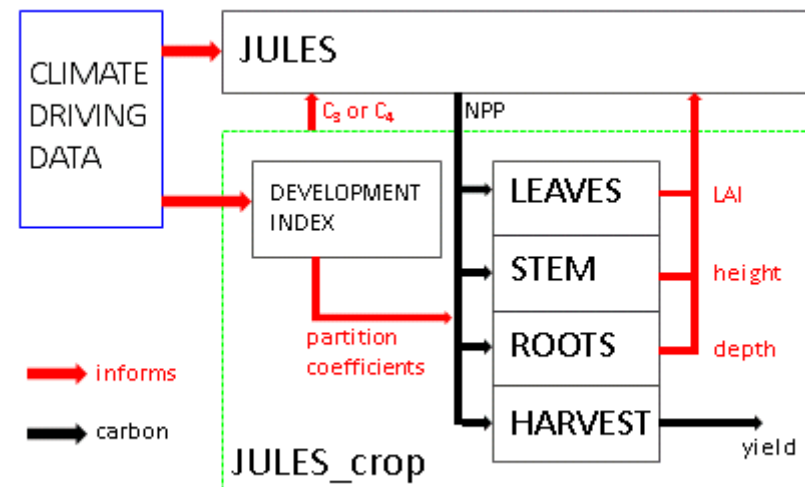 CLIMATE
DRIVING
DATA
JULES
C₃ or C₄
NPP
DEVELOPMENT
INDEX
LEAVES
LAI
STEM
height
partition
coefficients
ROOTS
depth
informs
carbon
HARVEST
yield
JULES_crop